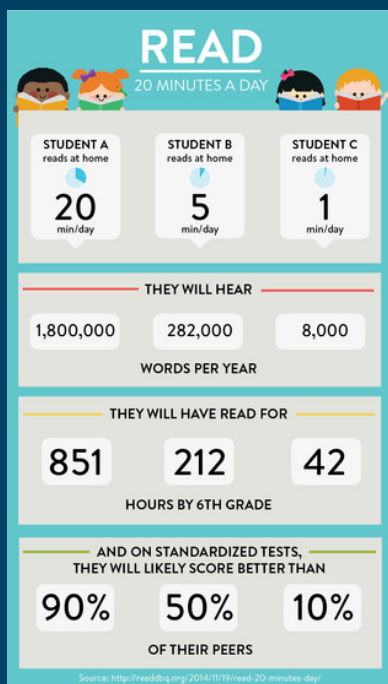 READ
20 MINUTES A DAY
STUDENT A
reads at home
20
min/day
STUDENT B
reads at home
5
min/day
STUDENT C
reads at home
1
min/day
THEY WILL HEAR
1,800,000 282,000 8,000
WORDS PER YEAR
THEY WILL HAVE READ FOR
851 212 42
HOURS BY 6TH GRADE
AND ON STANDARDIZED TESTS,
THEY WILL LIKELY SCORE BETTER THAN
90% 50% 10%
OF THEIR PEERS
Source: http://readdbq.org/2014/11/19/read-20-minutes-day/